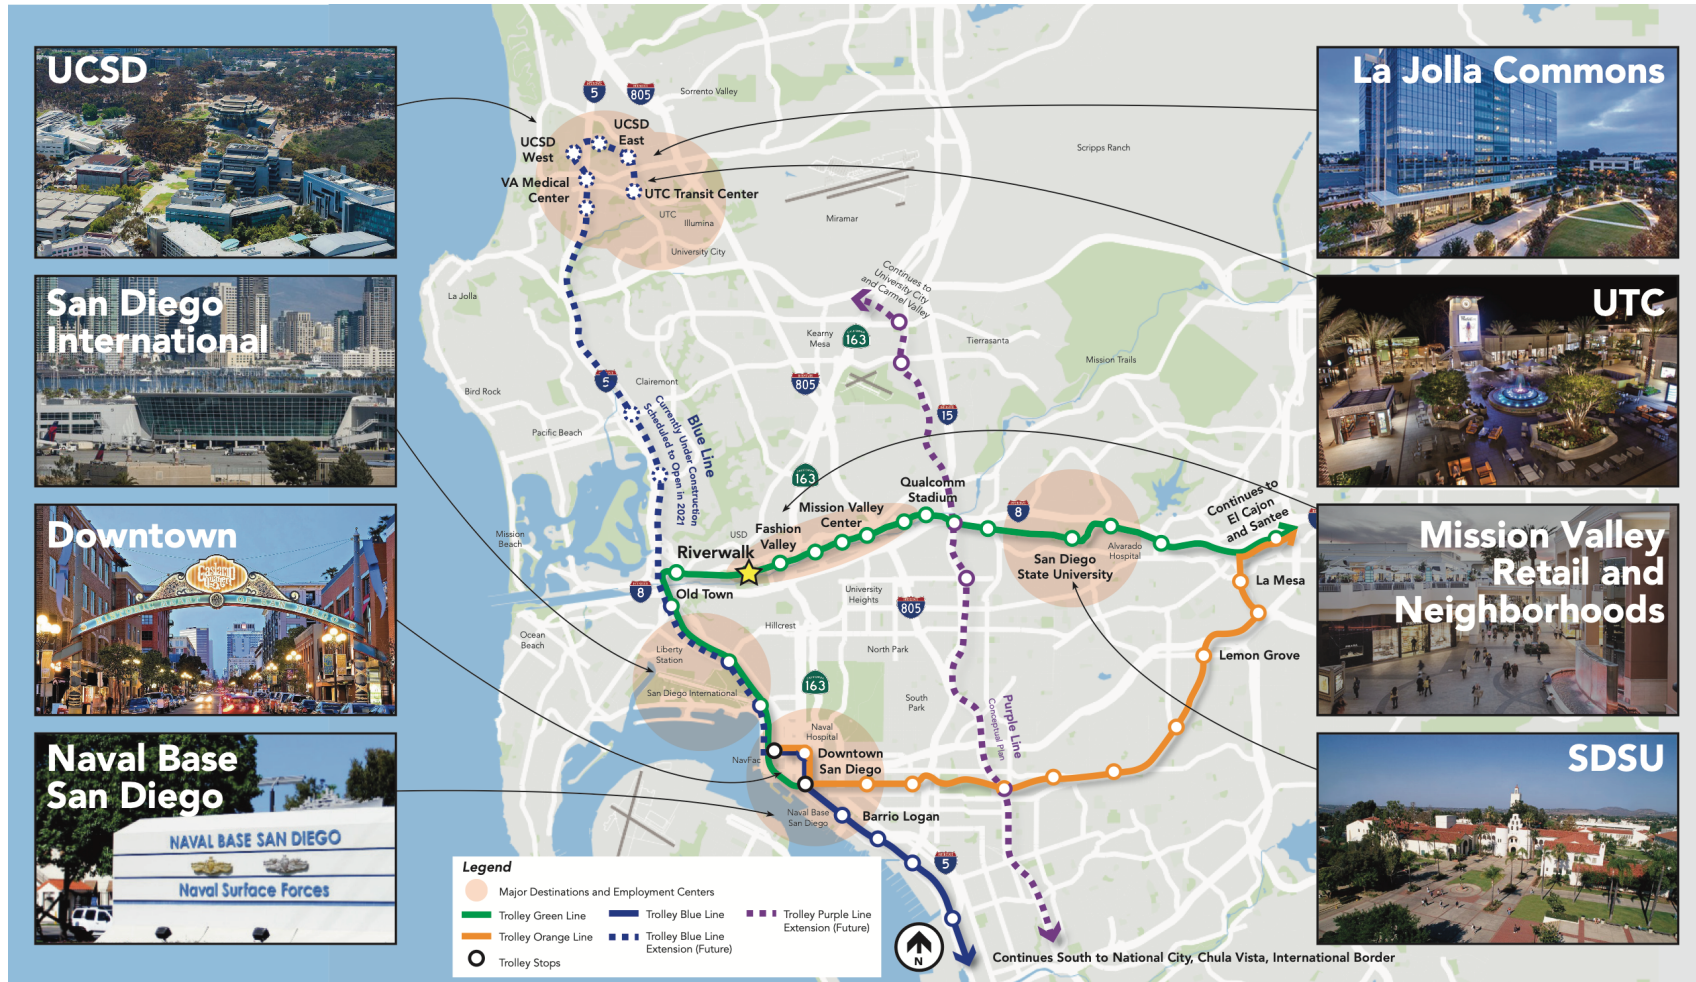 UCSD
San Diego
International
Downtown
GASLAMP
Quarter
Naval Base
San Diego
NAVAL BASE SAN DIEGO
Naval Surface Forces
La Jolla Commons
UTC
Mission Valley
Retail and
Neighborhoods
SDSU
5
805
Sorrento Valley
UCSD
East
UCSD
West
VA Medical
Center
UTC Transit Center
UTC
Illumina
University City
Scripps Ranch
Miramar
La Jolla
Continues to
University City
and Carmel Valley
Kearny
Mesa
163
Tierrasanta
Mission Trails
805
5
Clairemont
Bird Rock
15
Pacific Beach
Blue Line
Currently Under Construction
Scheduled to Open in 2021
163
Qualcomm
Stadium
8
Continues to
El Cajon
and Santee
Mission Valley
Center
Mission
Beach
USD
Fashion
Valley
Riverwalk
Old Town
8
San Diego
State University
Alvarado
Hospital
La Mesa
University
Heights
805
Hillcrest
Ocean
Beach
Liberty
Station
North Park
Lemon Grove
San Diego International
163
South
Park
Purple Line
Conceptual Plan
Naval
Hospital
NavFac
Downtown
San Diego
Naval Base
San Diego
Barrio Logan
5
Legend
Major Destinations and Employment Centers
Trolley Green Line
Trolley Blue Line
Trolley Purple Line
Extension (Future)
Trolley Orange Line
Trolley Blue Line
Extension (Future)
Trolley Stops
N
Continues South to National City, Chula Vista, International Border